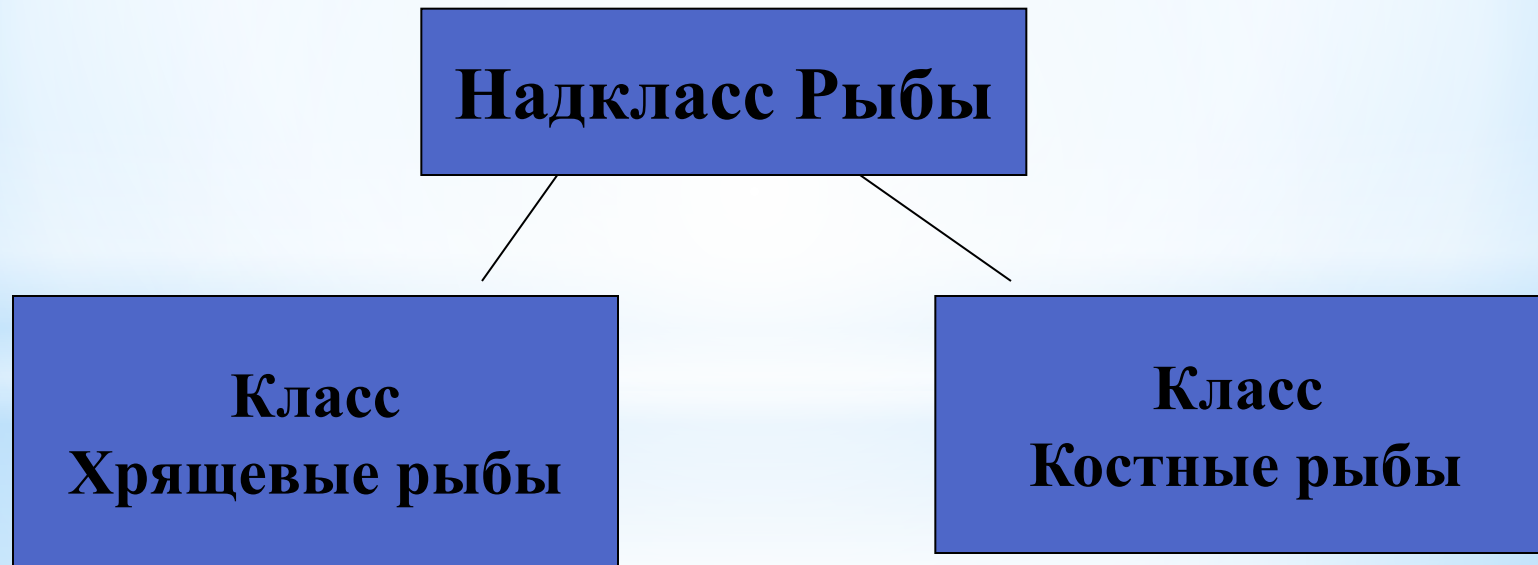 Надкласс Рыбы
Класс
Хрящевые рыбы
Класс
Костные рыбы